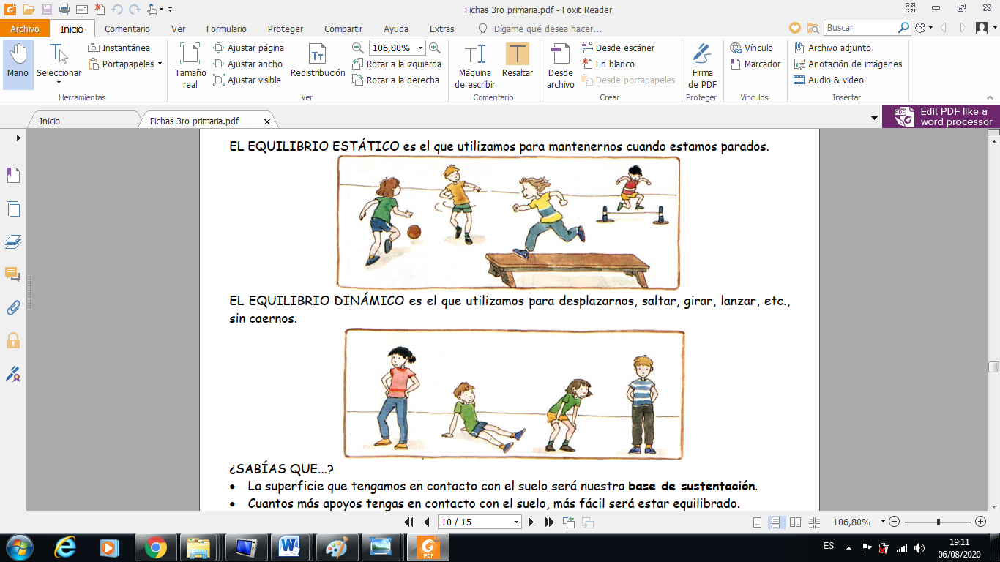 Fichas 3ro primaria.pdf - Foxit Reader
Archivo Inicio Comentario Ver Formulario Proteger Compartir Ayuda Extras Dígame qué desea hacer... Buscar
Mano
Seleccionar
Instantánea
Portapapeles
Herramientas
Tamaño real
Ajustar página
Ajustar ancho
Ajustar visible
Redistribución
106,80%
Rotar a la izquierda
Rotar a la derecha
Ver
Máquina de escribir
Resaltar
Comentario
Desde archivo
Desde escáner
En blanco
Desde portapapeles
Crear
Firma de PDF
Proteger
Vínculo
Marcador
Vínculos
Archivo adjunto
Anotación de imágenes
Audio & video
Insertar
Inicio Fichas 3ro primaria.pdf
Edit PDF like a
word processor
EL EQUILIBRIO ESTÁTICO es el que utilizamos para mantenernos cuando estamos parados.
EL EQUILIBRIO DINÁMICO es el que utilizamos para desplazarnos, saltar, girar, lanzar, etc.,
sin caernos.
¿SABÍAS QUE...?
• La superficie que tengamos en contacto con el suelo será nuestra base de sustentación.
• Cuantos más apoyos tengas en contacto con el suelo, más fácil será estar equilibrado.
10 / 15 106,80%
ES 19:11
06/08/2020